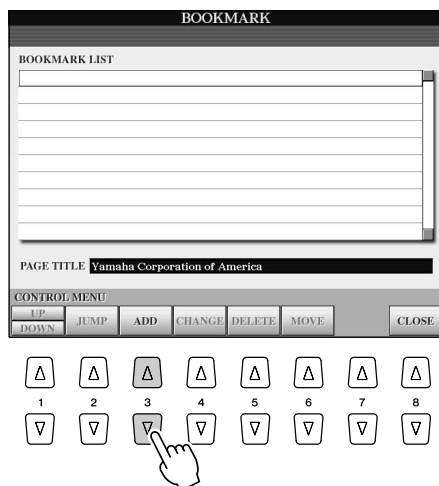 BOOKMARK
BOOKMARK LIST
PAGE TITLE Yamaha Corporation of America
CONTROL MENU
UP
DOWN JUMP ADD CHANGE DELETE MOVE CLOSE
1 2 3 4 5 6 7 8